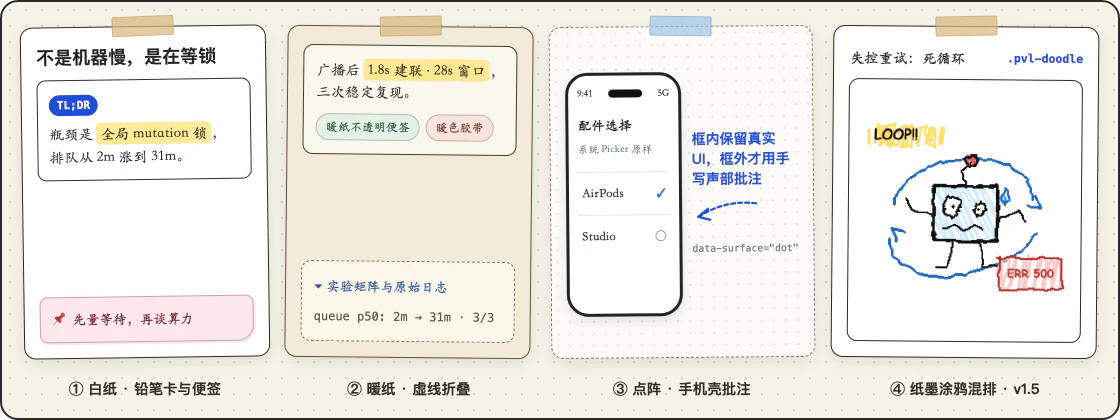 不是机器慢，是在等锁
TL;DR
瓶颈是 全局 mutation 锁，
排队从 2m 涨到 31m。
📌 先量等待，再谈算力
① 白纸 · 铅笔卡与便签
广播后 1.8s 建联 · 28s 窗口，
三次稳定复现。
暖纸不透明便签 暖色胶带
▾ 实验矩阵与原始日志
queue p50: 2m → 31m · 3/3
② 暖纸 · 虚线折叠
9:41 5G
配件选择
系统 Picker 原样
AirPods ✓
Studio ○
框内保留真实
UI，框外才用手
写声部批注
data-surface="dot"
③ 点阵 · 手机壳批注
失控重试：死循环 .pvl-doodle
LOOP!!
ERR 500
④ 纸墨涂鸦混排 · v1.5